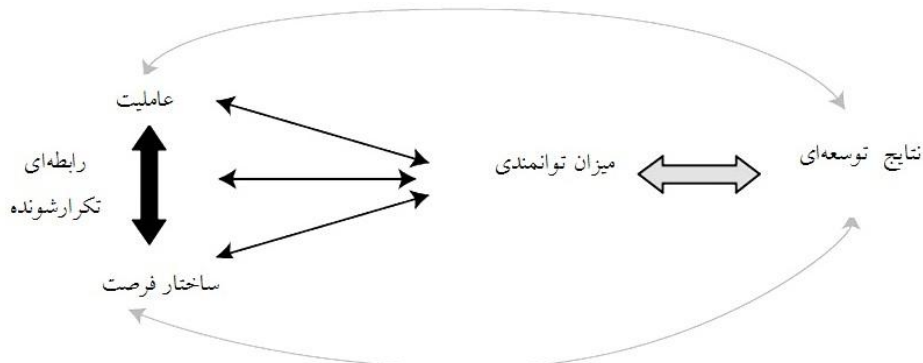 عاملیت
رابطه‌ای
تکرارشونده
ساختار فرصت
میزان توانمندی
نتایج توسعه‌ای